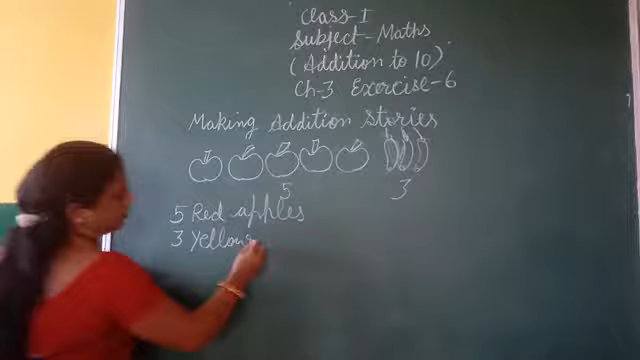 Class-I
Subject-Maths
(Addition to 10)
Ch-3 Exercise-6
Making Addition Stories
5 3
5 Red apples
3 Yellow